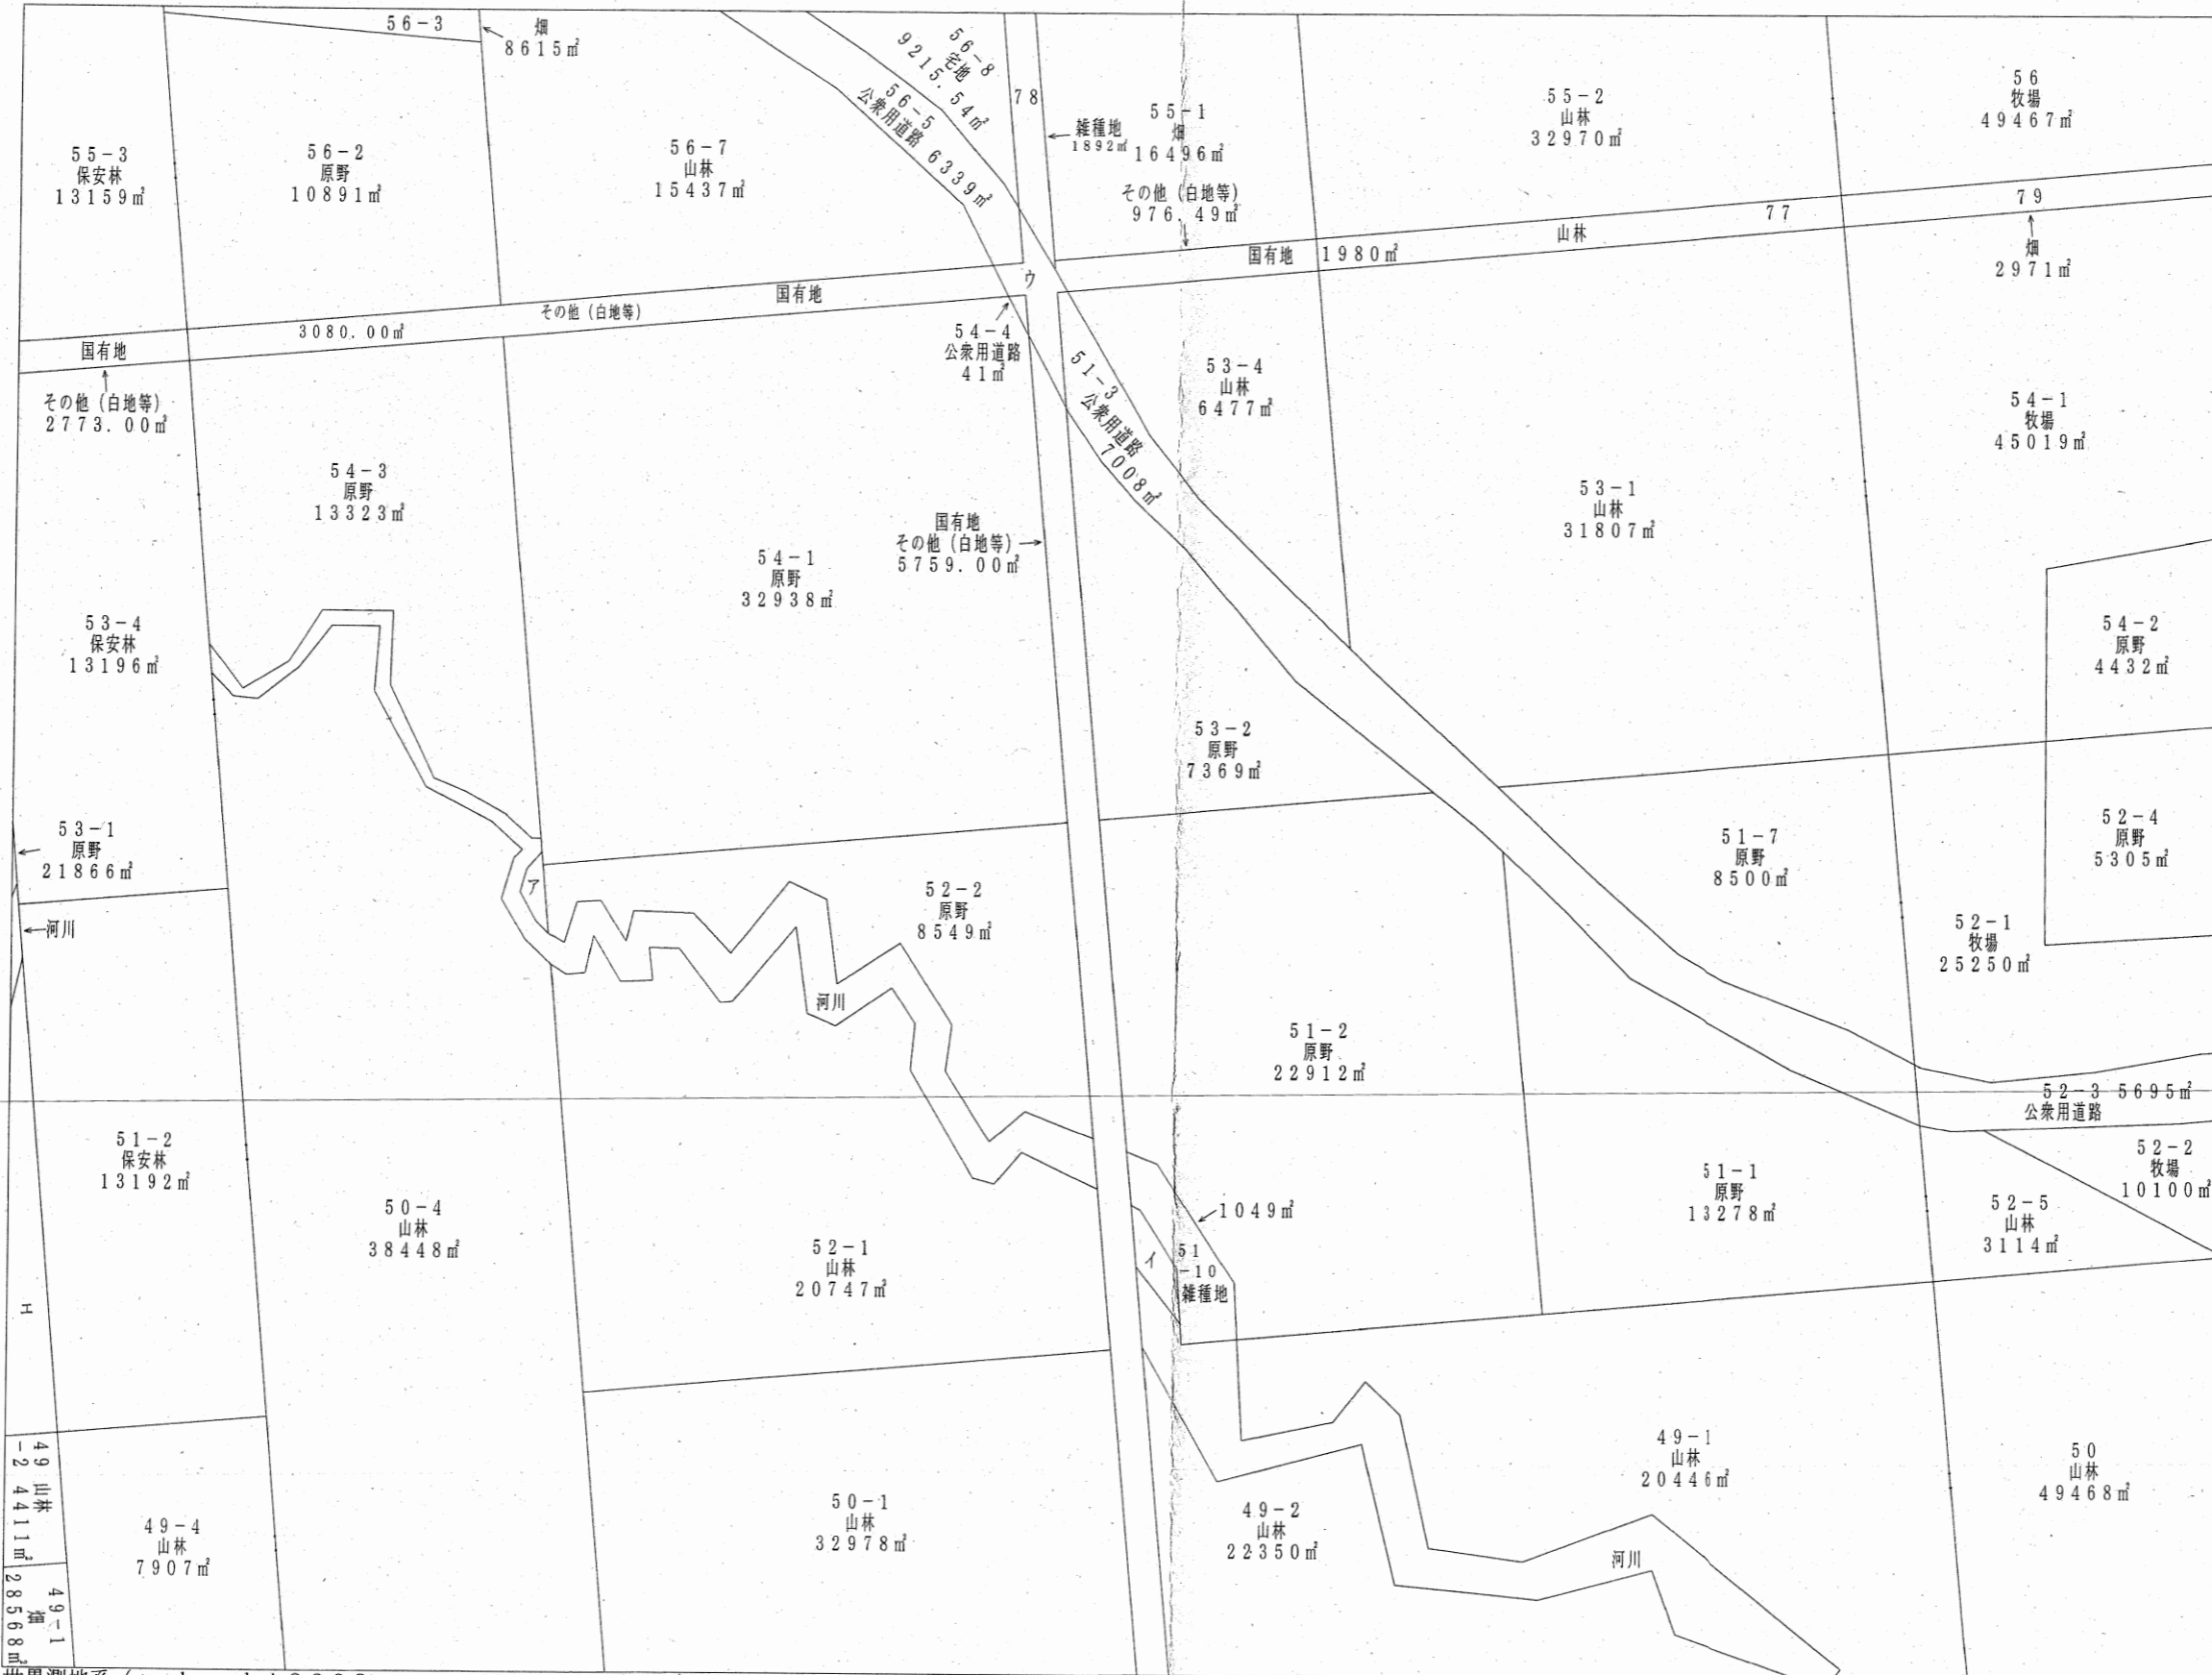 56-3
畑
8615㎡
56-8
宅地
9215.54㎡
56-5
公衆用道路 6339㎡
78
雑種地
1892㎡
55-1
畑
16496㎡
55-2
山林
32970㎡
56
牧場
49467㎡
55-3
保安林
13159㎡
56-2
原野
10891㎡
56-7
山林
15437㎡
その他(白地等)
976.49㎡
国有地
1980㎡
山林
77
79
畑
2971㎡
ウ
国有地
その他(白地等)
3080.00㎡
国有地
その他(白地等)
2773.00㎡
54-4
公衆用道路
41㎡
51-3
公衆用道路
7008㎡
53-4
山林
6477㎡
54-1
牧場
45019㎡
54-3
原野
13323㎡
53-1
山林
31807㎡
国有地
その他(白地等)
5759.00㎡
54-1
原野
32938㎡
53-4
保安林
13196㎡
54-2
原野
4432㎡
53-2
原野
7369㎡
53-1
原野
21866㎡
河川
ア
52-2
原野
8549㎡
51-7
原野
8500㎡
52-4
原野
5305㎡
52-1
牧場
25250㎡
河川
51-2
原野
22912㎡
52-3 5695㎡
公衆用道路
51-2
保安林
13192㎡
50-4
山林
38448㎡
52-1
山林
20747㎡
1049㎡
イ
51
-10
雑種地
51-1
原野
13278㎡
52-5
山林
3114㎡
52-2
牧場
10100㎡
エ
49 山林
-2 4411㎡
49-4
山林
7907㎡
50-1
山林
32978㎡
49-2
山林
22350㎡
49-1
山林
20446㎡
河川
50
山林
49468㎡
49-1
畑
28568㎡